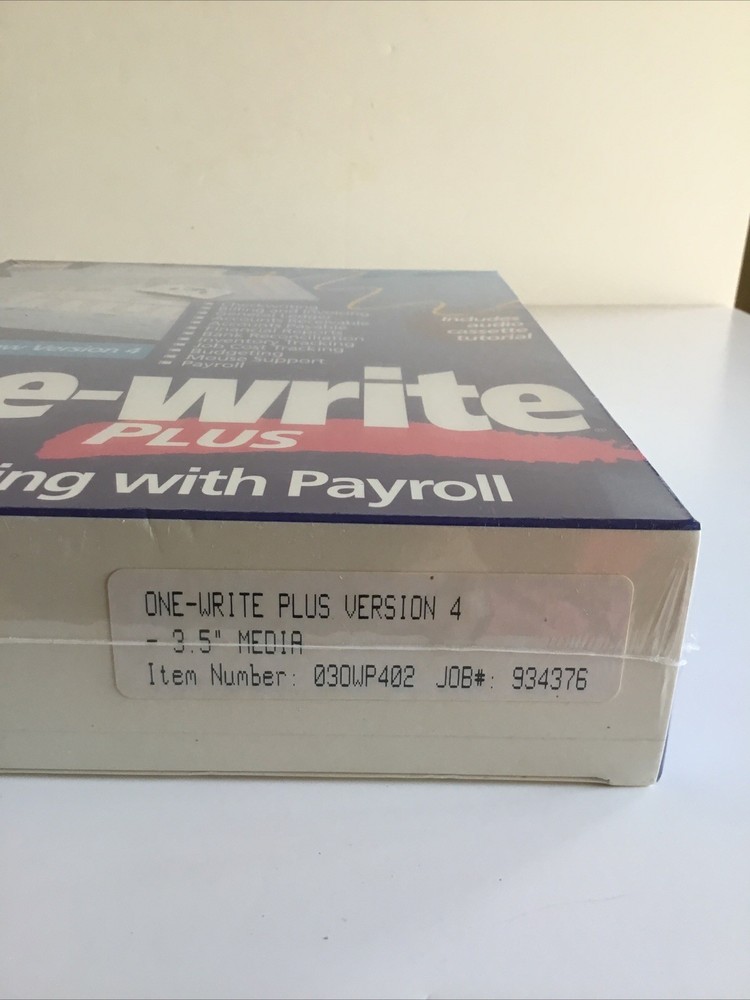 Includes
audio
cassette
tutorial
Version 4
Budgeting
Mouse Support
Payroll
e-write
PLUS
ing with Payroll
ONE-WRITE PLUS VERSION 4
- 3.5" MEDIA
Item Number: 030WP402 JOB#: 934376